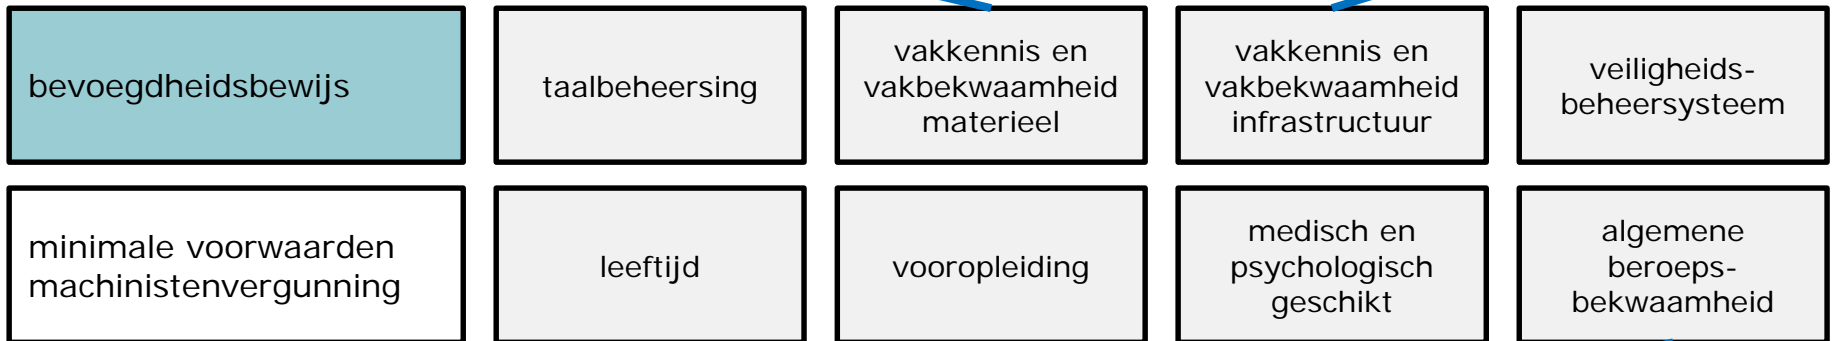 bevoegdheidsbewijs
taalbeheersing
vakkennis en
vakbekwaamheid
materieel
vakkennis en
vakbekwaamheid
infrastructuur
veiligheids-
beheersysteem
minimale voorwaarden
machinistenvergunning
leeftijd
vooropleiding
medisch en
psychologisch
geschikt
algemene
beroeps-
bekwaamheid